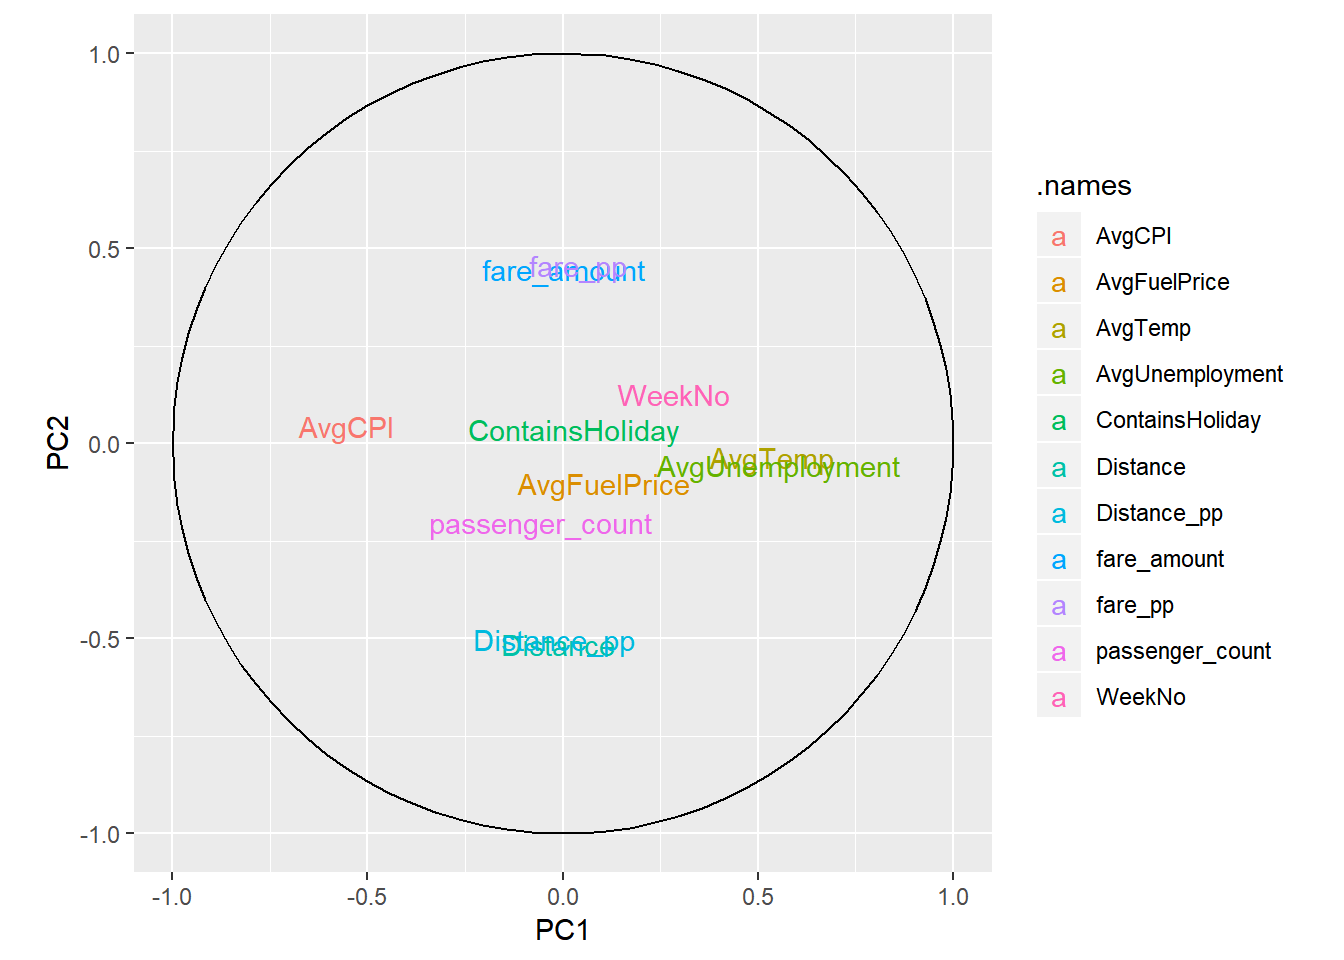 1.0
0.5
0.0
-0.5
-1.0
PC2
fare_amount
fare_pp
WeekNo
AvgCPI
ContainsHoliday
AvgTemp
AvgUnemployment
AvgFuelPrice
passenger_count
Distance_pp
Distance
-1.0 -0.5 0.0 0.5 1.0
PC1
.names
a AvgCPI
a AvgFuelPrice
a AvgTemp
a AvgUnemployment
a ContainsHoliday
a Distance
a Distance_pp
a fare_amount
a fare_pp
a passenger_count
a WeekNo